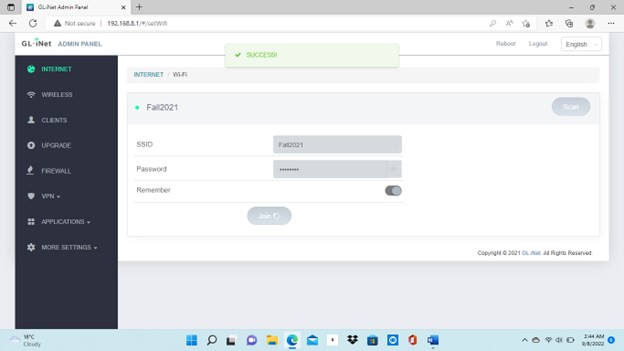 GL-iNet Admin Panel
Not secure | 192.168.8.1/#/setWifi
GL·iNet ADMIN PANEL
Reboot Logout English
SUCCESS!
INTERNET
WIRELESS
CLIENTS
UPGRADE
FIREWALL
VPN
APPLICATIONS
MORE SETTINGS
INTERNET / Wi-Fi
Fall2021
Scan
SSID Fall2021
Password ••••••••
Remember
Join
Copyright © 2021 GL.iNet. All Rights Reserved.
18°C
Cloudy
2:44 AM
9/8/2022